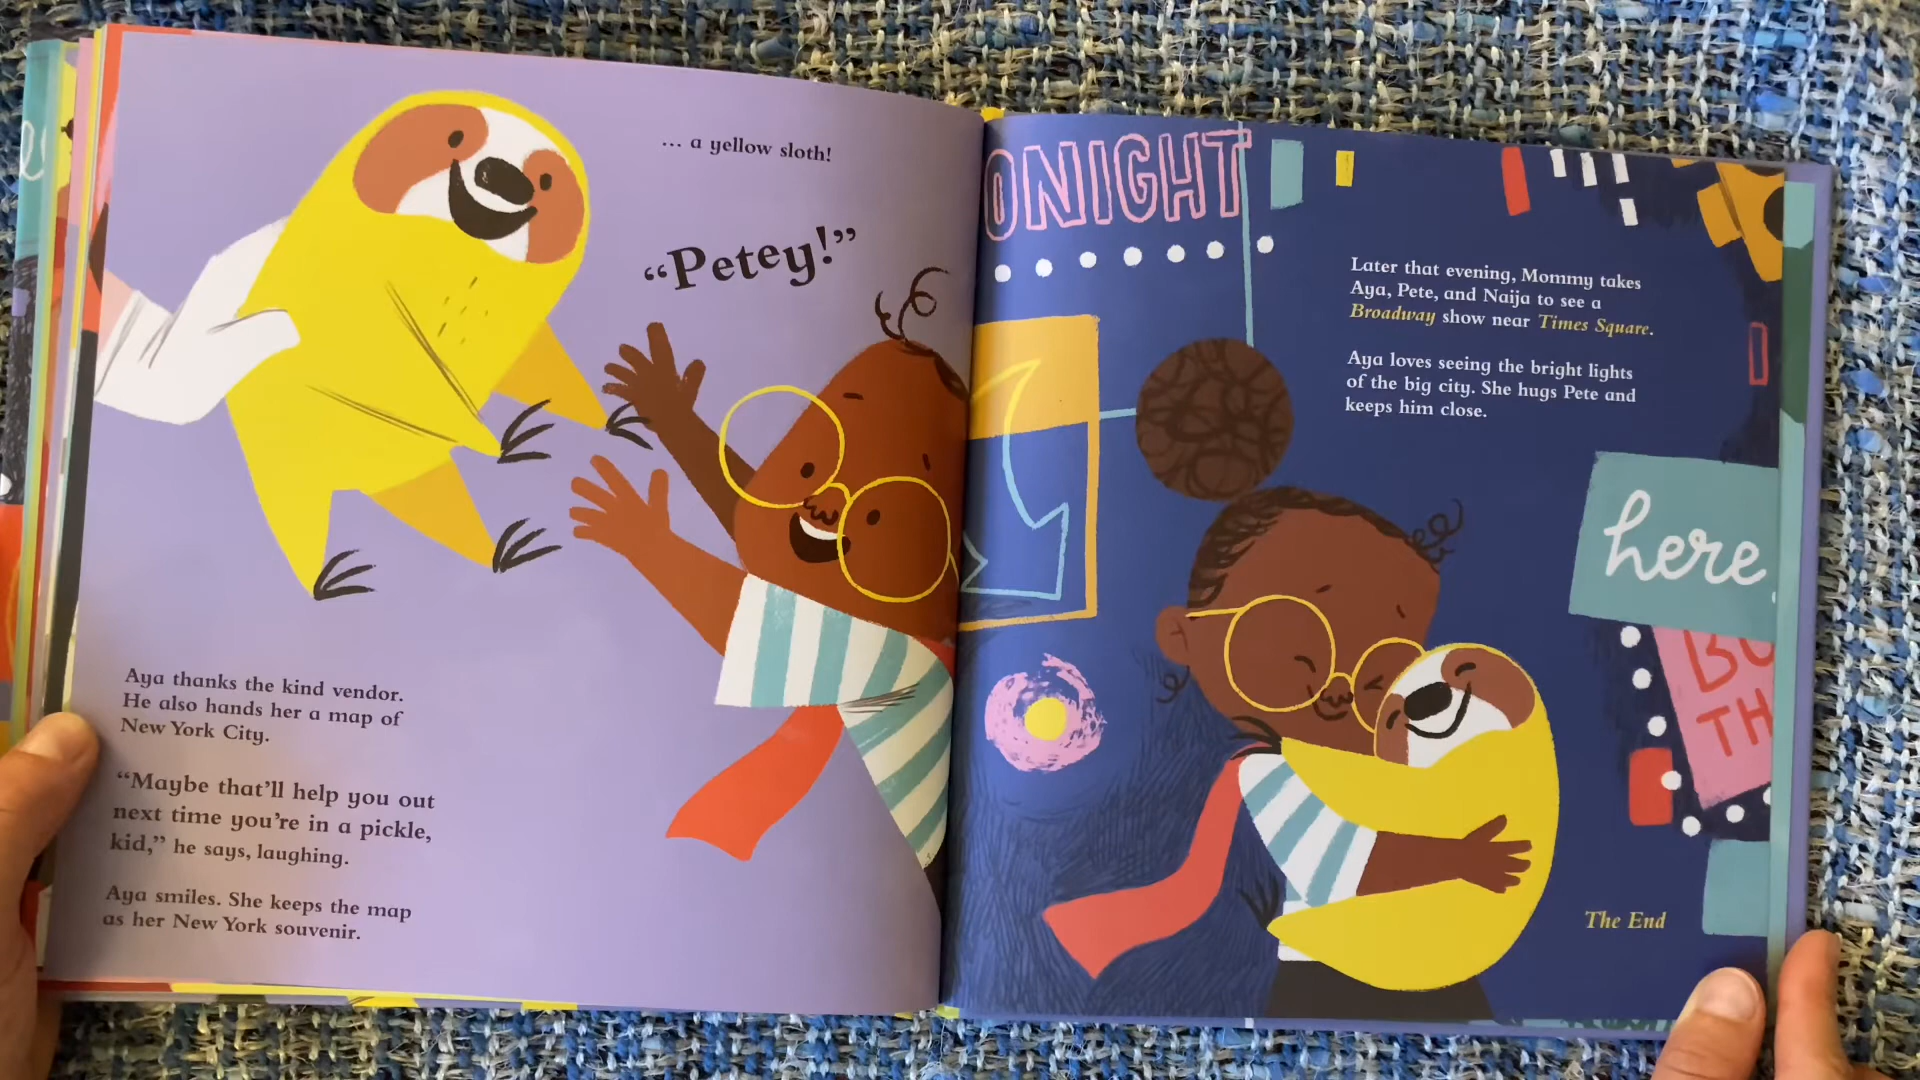 … a yellow sloth!
“Petey!”
Aya thanks the kind vendor.
He also hands her a map of
New York City.
“Maybe that’ll help you out
next time you’re in a pickle,
kid,” he says, laughing.
Aya smiles. She keeps the map
as her New York souvenir.
ONIGHT
Later that evening, Mommy takes
Aya, Pete, and Naija to see a
Broadway show near Times Square.
Aya loves seeing the bright lights
of the big city. She hugs Pete and
keeps him close.
here
TH
The End